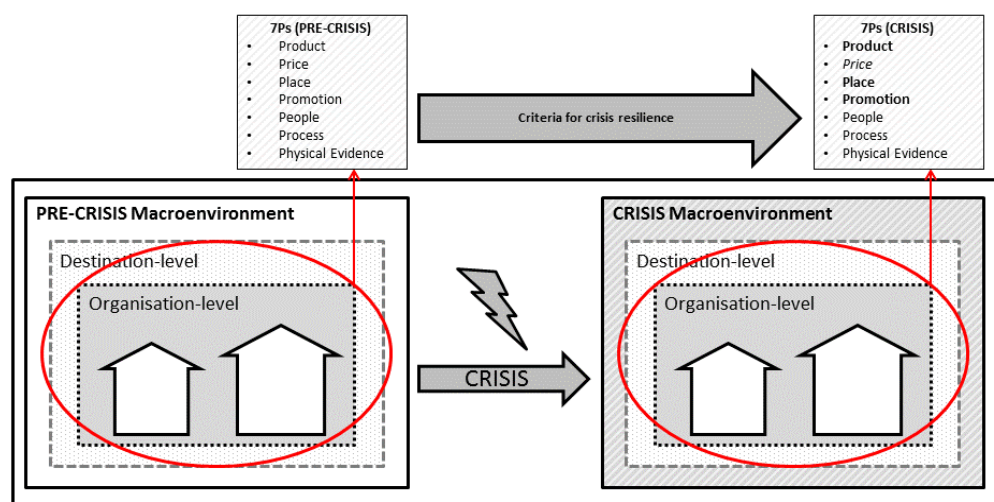 7Ps (PRE-CRISIS)
• Product
• Price
• Place
• Promotion
• People
• Process
• Physical Evidence
Criteria for crisis resilience
7Ps (CRISIS)
• Product
• Price
• Place
• Promotion
• People
• Process
• Physical Evidence
PRE-CRISIS Macroenvironment
Destination-level
Organisation-level
CRISIS
CRISIS Macroenvironment
Destination-level
Organisation-level